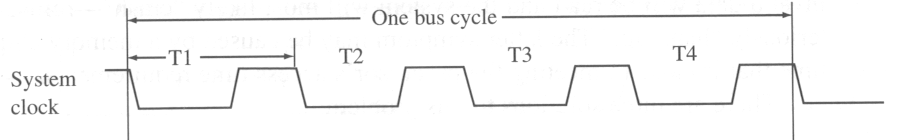 One bus cycle
T1 T2 T3 T4
System
clock